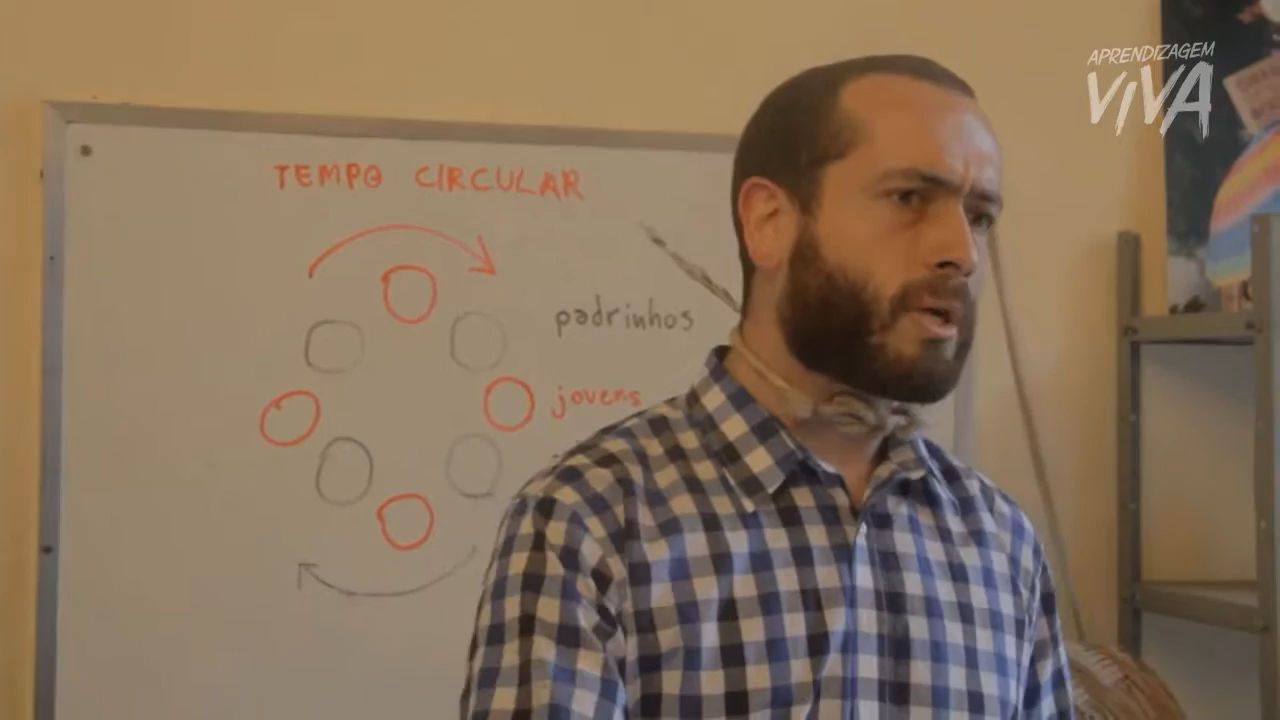 APRENDIZAGEM
VIVA
TEMPO CIRCULAR
padrinhos
jovens